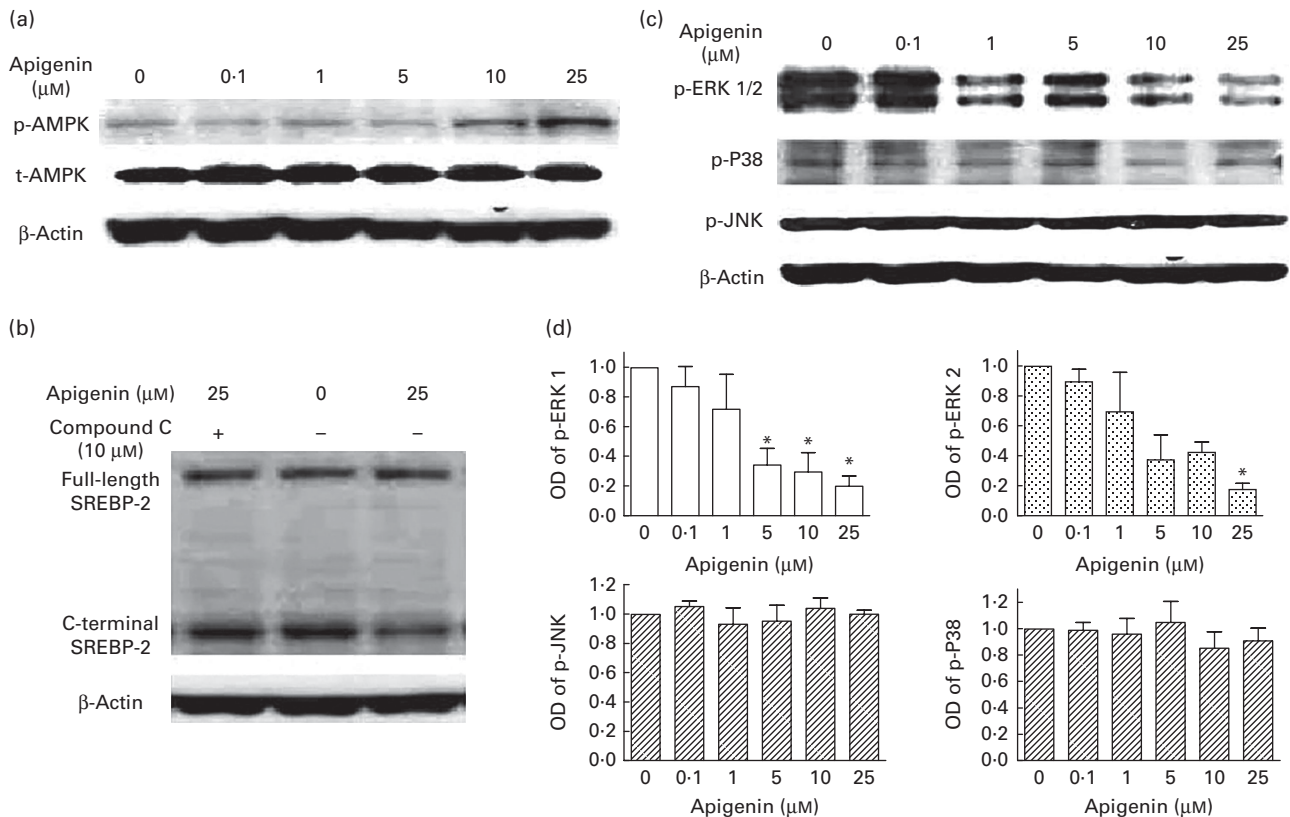 (a)
Apigenin (μM) 0 0·1 1 5 10 25
p-AMPK
t-AMPK
β-Actin
(b)
Apigenin (μM) 25 0 25
Compound C (10 μM) + – –
Full-length SREBP-2
C-terminal SREBP-2
β-Actin
(c)
Apigenin (μM) 0 0·1 1 5 10 25
p-ERK 1/2
p-P38
p-JNK
β-Actin
(d)
OD of p-ERK 1
1·0
0·8
0·6
0·4
0·2
0·0
* * *
0 0·1 1 5 10 25
Apigenin (μM)
OD of p-ERK 2
1·0
0·8
0·6
0·4
0·2
0·0
*
0 0·1 1 5 10 25
Apigenin (μM)
OD of p-JNK
1·2
1·0
0·8
0·6
0·4
0·2
0·0
0 0·1 1 5 10 25
Apigenin (μM)
OD of p-P38
1·2
1·0
0·8
0·6
0·4
0·2
0·0
0 0·1 1 5 10 25
Apigenin (μM)